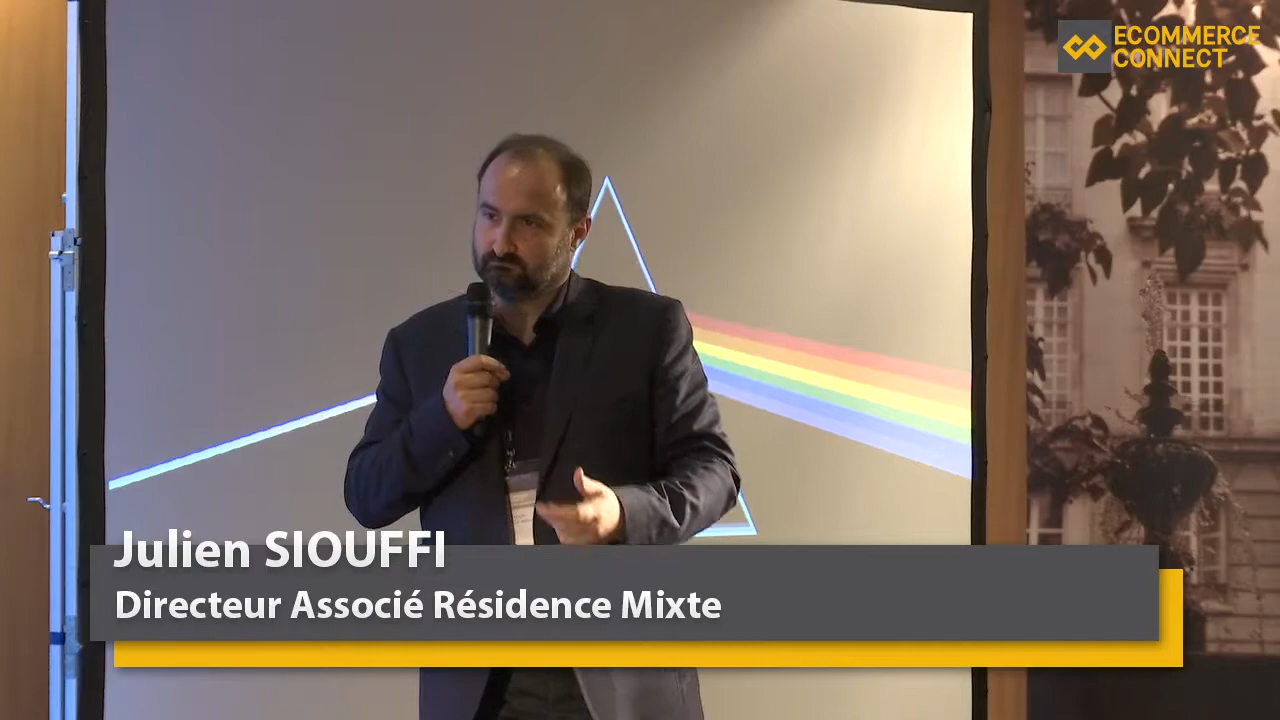 ECOMMERCE
CONNECT
Julien SIOUFFI
Directeur Associé Résidence Mixte